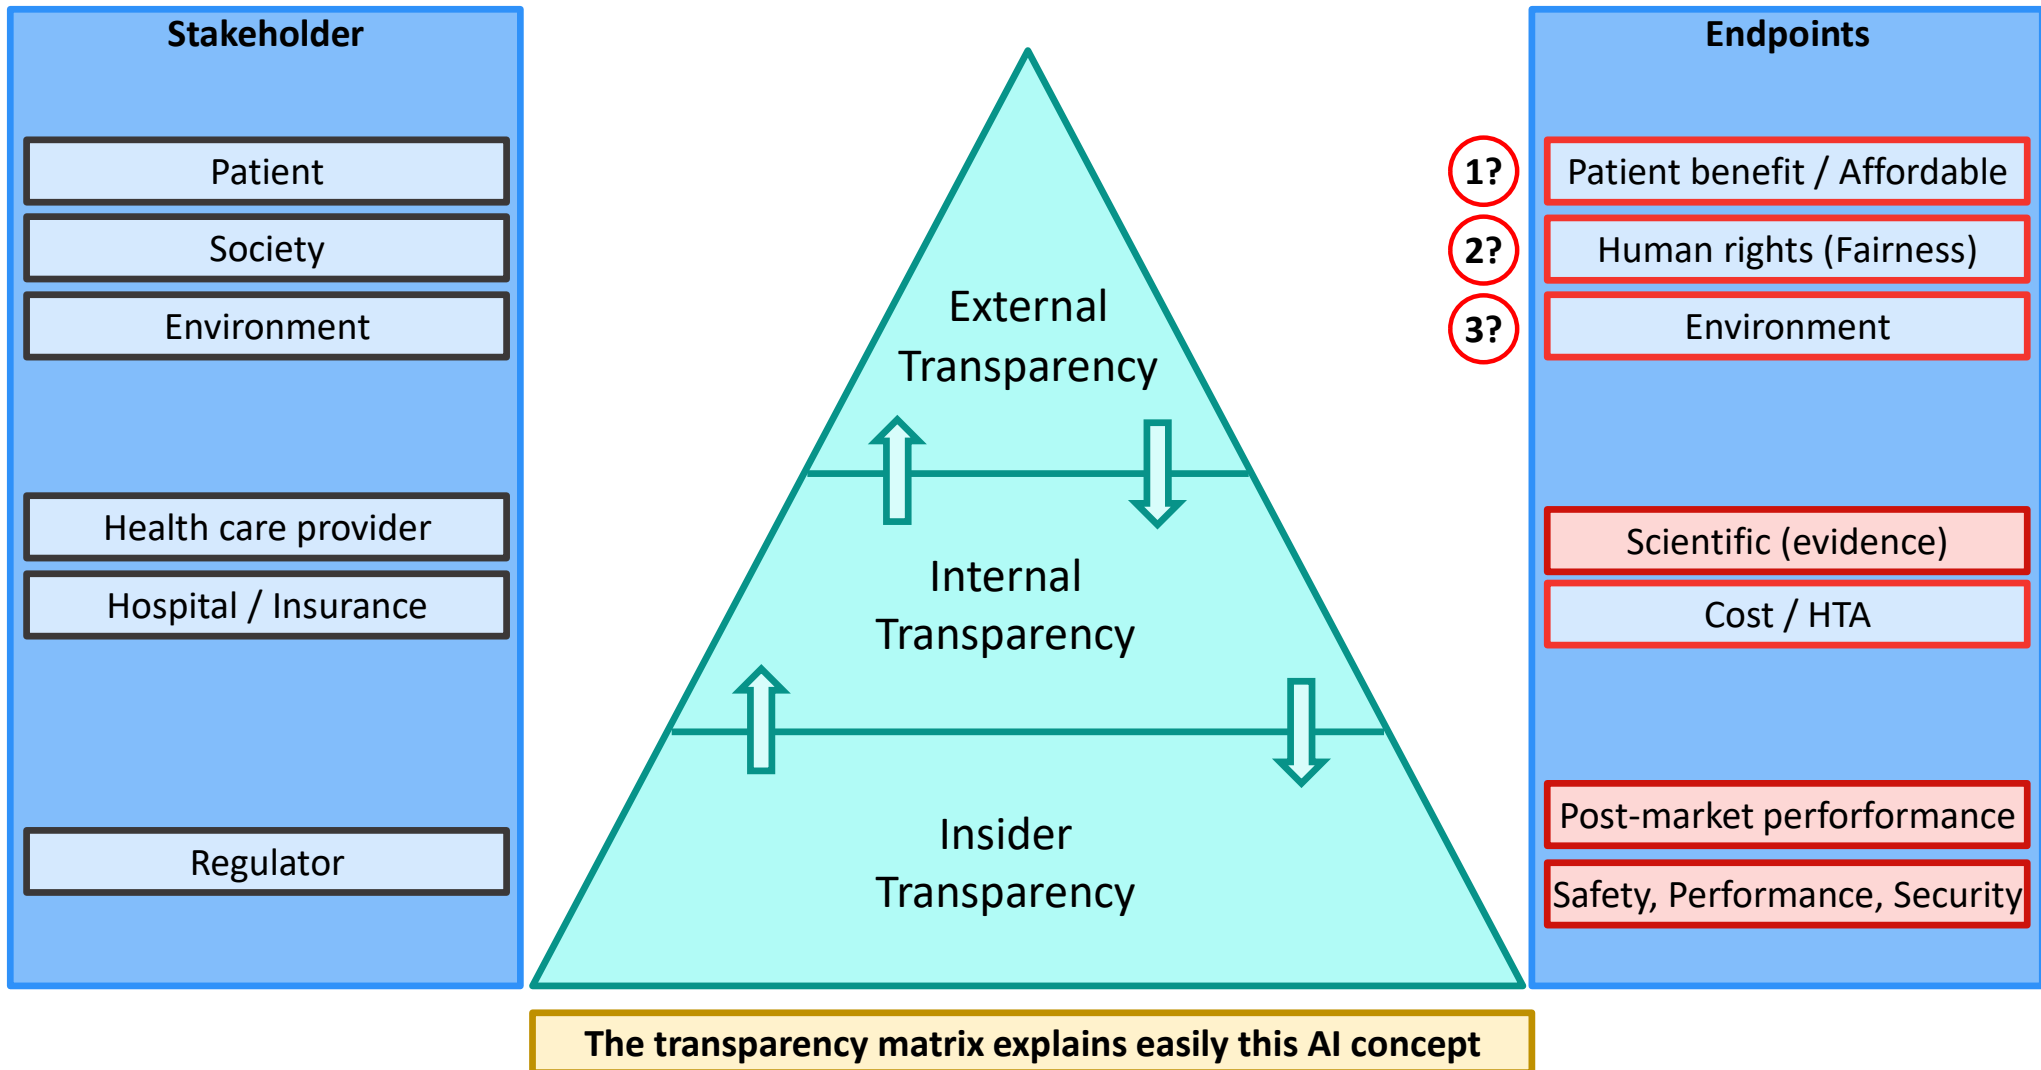 Stakeholder
Patient
Society
Environment
Health care provider
Hospital / Insurance
Regulator
External
Transparency
Internal
Transparency
Insider
Transparency
Endpoints
1?
Patient benefit / Affordable
2?
Human rights (Fairness)
3?
Environment
Scientific (evidence)
Cost / HTA
Post-market perforformance
Safety, Performance, Security
The transparency matrix explains easily this AI concept